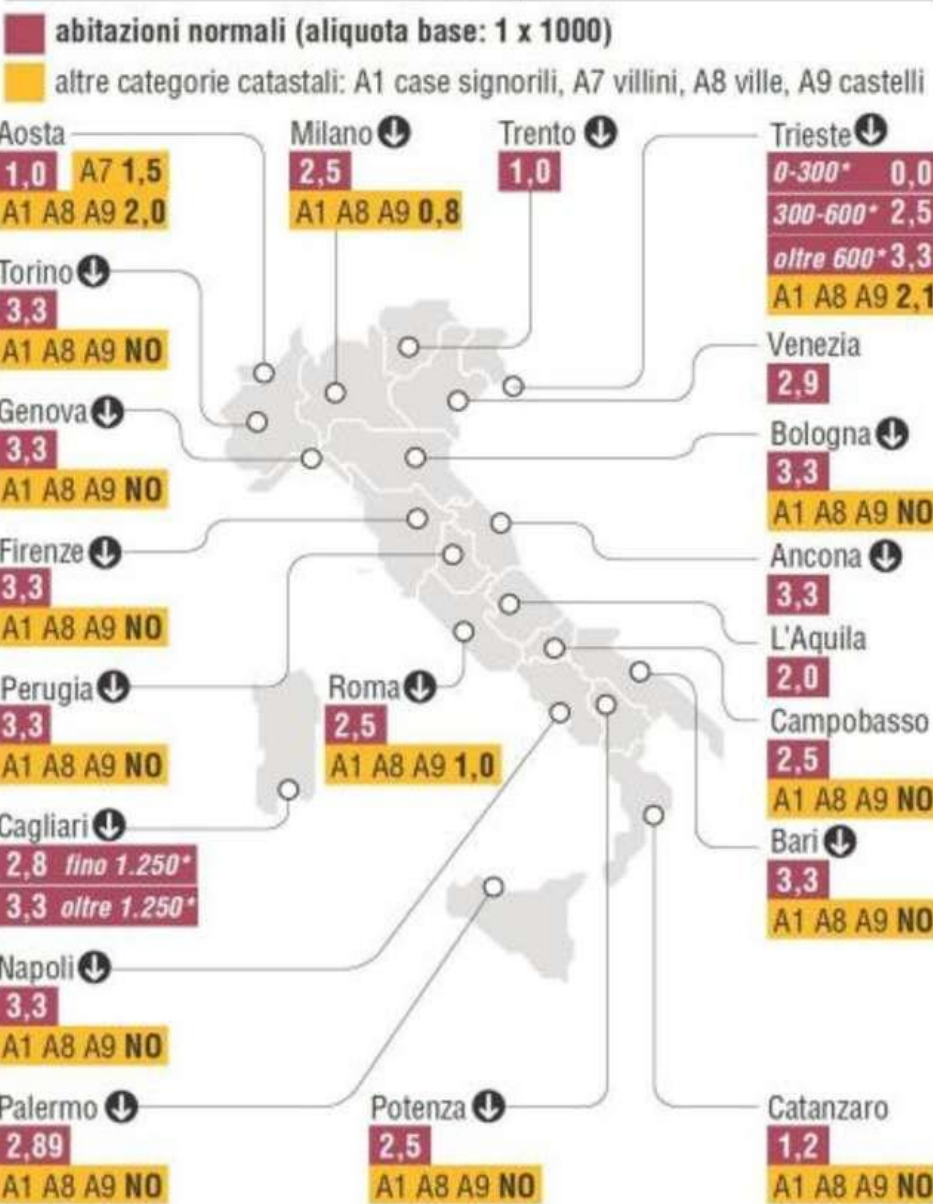 abitazioni normali (aliquota base: 1 x 1000)
altre categorie catastali: A1 case signorili, A7 villini, A8 ville, A9 castelli
Aosta
1,0 A7 1,5
A1 A8 A9 2,0
Milano
2,5
A1 A8 A9 0,8
Trento
1,0
Trieste
0-300* 0,0
300-600* 2,5
oltre 600* 3,3
A1 A8 A9 2,1
Torino
3,3
A1 A8 A9 NO
Venezia
2,9
Genova
3,3
A1 A8 A9 NO
Bologna
3,3
A1 A8 A9 NO
Firenze
3,3
A1 A8 A9 NO
Ancona
3,3
L'Aquila
2,0
Perugia
3,3
A1 A8 A9 NO
Roma
2,5
A1 A8 A9 1,0
Campobasso
2,5
A1 A8 A9 NO
Cagliari
2,8 fino 1.250*
3,3 oltre 1.250*
Bari
3,3
A1 A8 A9 NO
Napoli
3,3
A1 A8 A9 NO
Palermo
2,89
A1 A8 A9 NO
Potenza
2,5
A1 A8 A9 NO
Catanzaro
1,2
A1 A8 A9 NO